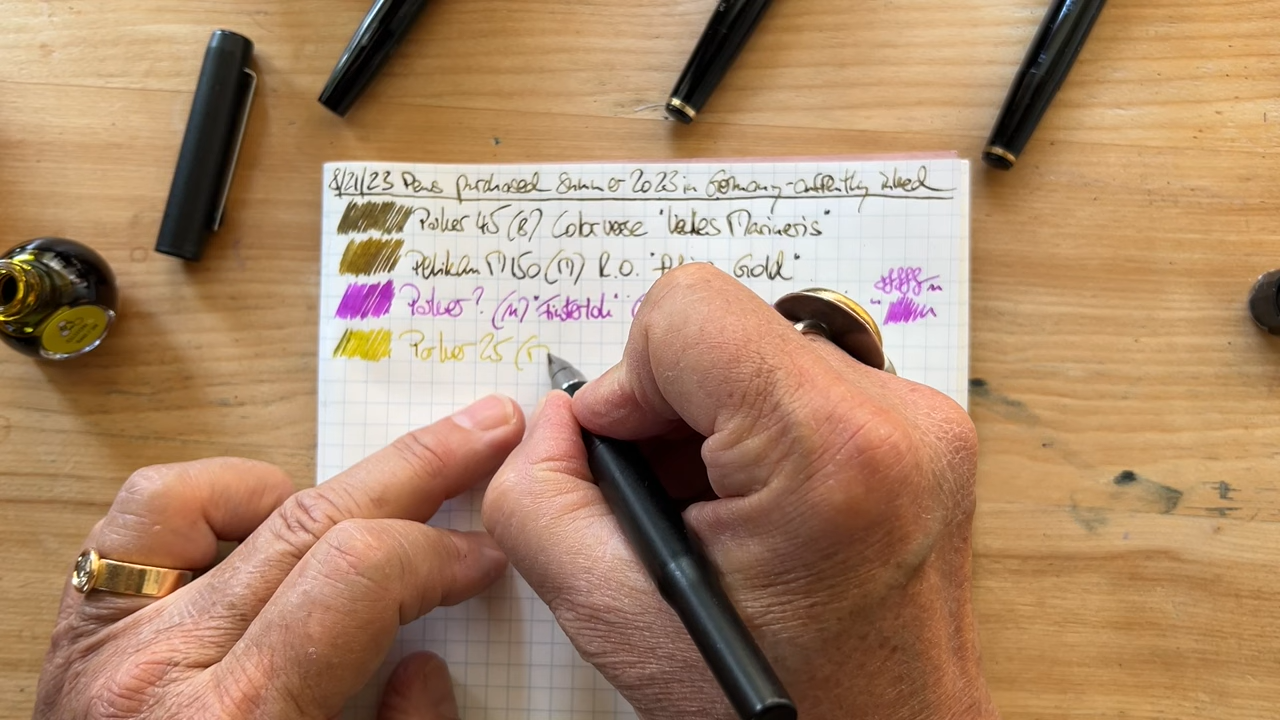 8/21/23 Pens purchased Summer 2023 in Germany - currently inked
Parker 45 (B) Colorverse "Valles Marineris"
Pelikan M150 (M) R.O. Gold"
Parker? (M)
Parker 25 (